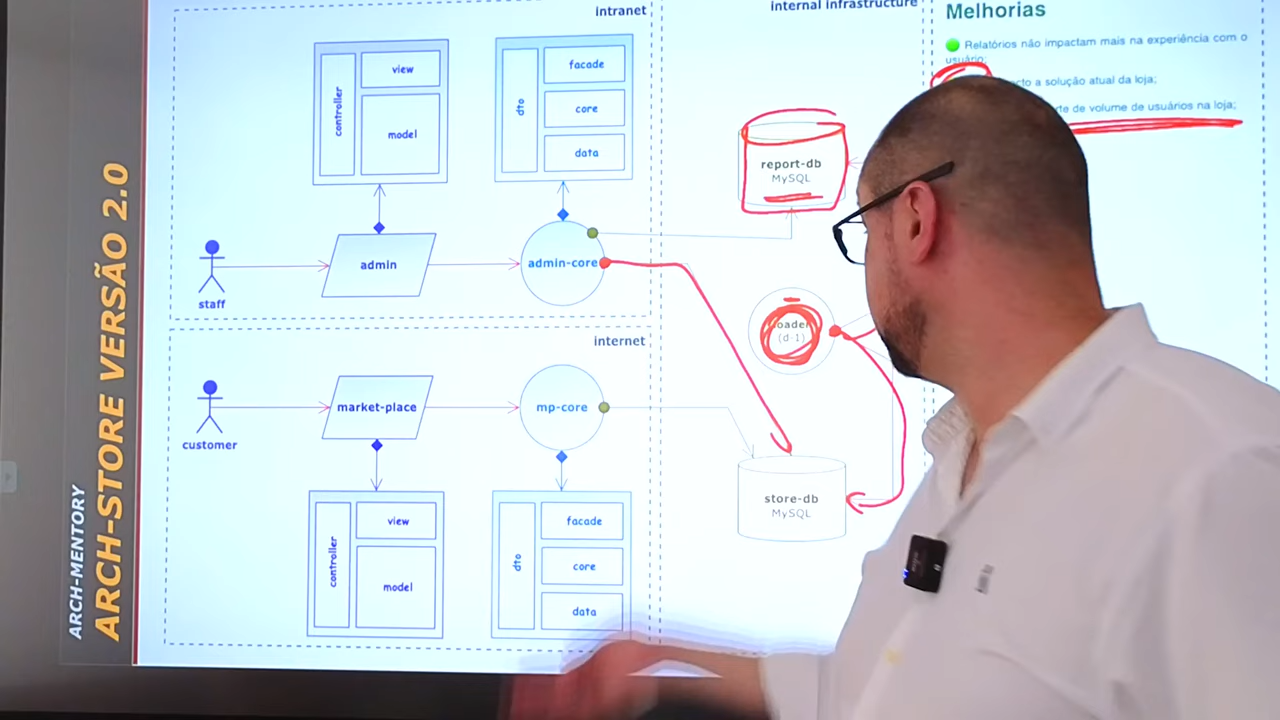 ARCH-MENTORY
ARCH-STORE VERSÃO 2.0
intranet
controller
view
model
dto
facade
core
data
staff
admin
admin-core
internet
customer
market-place
mp-core
controller
view
model
dto
facade
core
data
internal infrastructure
report-db
MySQL
(d-1)
store-db
MySQL
Melhorias
Relatórios não impactam mais na experiência com o
usuário;
a solução atual da loja;
de volume de usuários na loja;